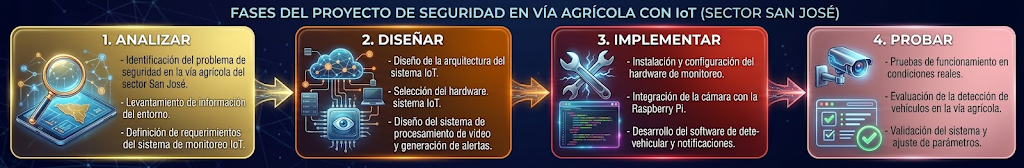 FASES DEL PROYECTO DE SEGURIDAD EN VÍA AGRÍCOLA CON IoT (SECTOR SAN JOSÉ)
1. ANALIZAR
- Identificación del problema de
seguridad en la vía agrícola del
sector San José.
- Levantamiento de información
del entorno.
- Definición de requerimientos
del sistema de monitoreo IoT.
2. DISEÑAR
- Diseño de la arquitectura del
sistema IoT.
- Selección del hardware.
sistema IoT.
- Diseño del sistema de
procesamiento de video
y generación de alertas.
3. IMPLEMENTAR
- Instalación y configuración del
hardware de monitoreo.
- Integración de la cámara con la
Raspberry Pi.
- Desarrollo del software de dete-
vehicular y notificaciones.
4. PROBAR
- Pruebas de funcionamiento en
condiciones reales.
- Evaluación de la detección de
vehículos en la vía agrícola.
- Validación del sistema y
ajuste de parámetros.